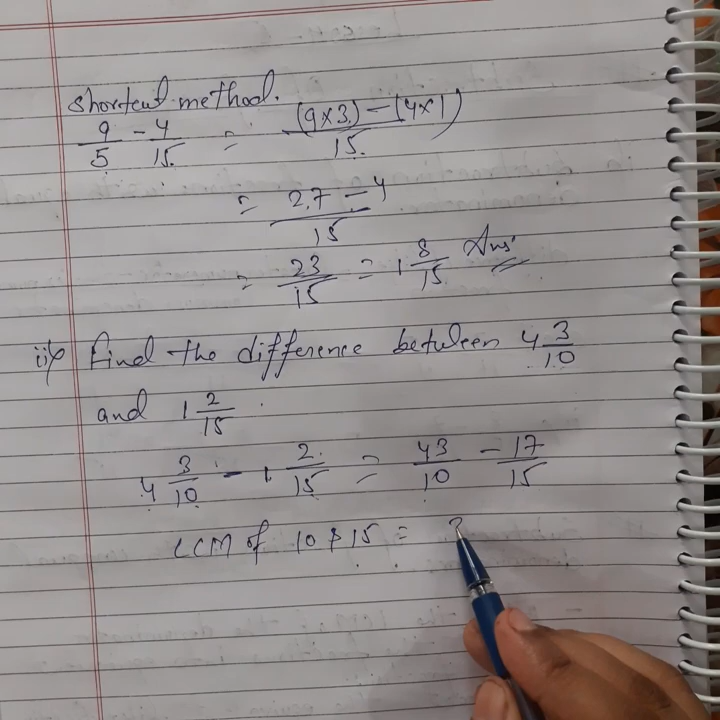 shortcut method.
9/5 - 4/15 = (9×3) - (4×1)/15
= 27 - 4/15
= 23/15 = 1 8/15 Ans
ii) Find the difference between 4 3/10
and 1 2/15.
4 3/10 - 1 2/15 = 43/10 - 17/15
LCM of 10 & 15 =